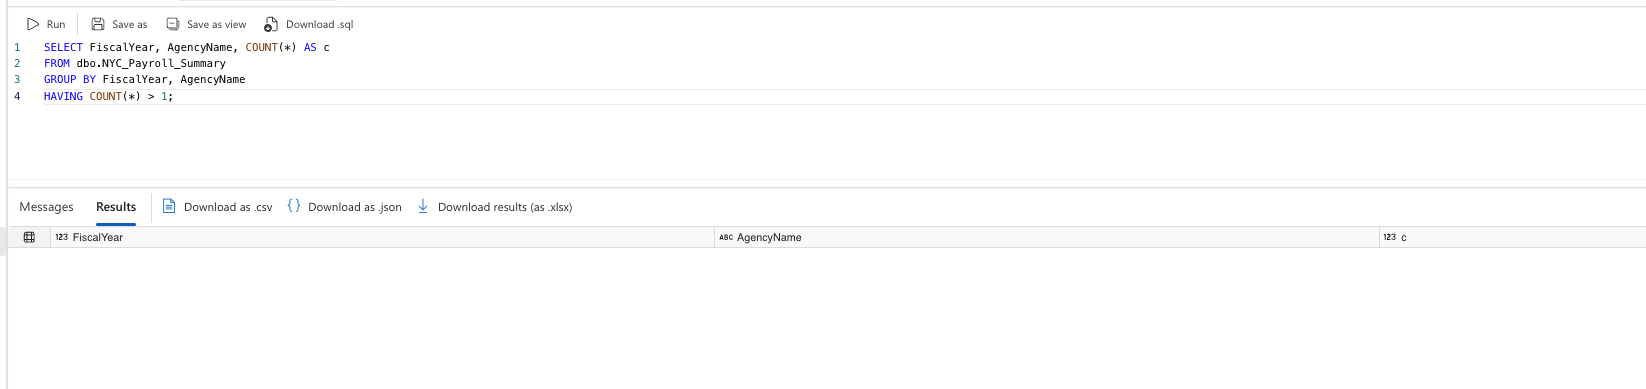 Run Save as Save as view Download .sql
1 SELECT FiscalYear, AgencyName, COUNT(*) AS c
2 FROM dbo.NYC_Payroll_Summary
3 GROUP BY FiscalYear, AgencyName
4 HAVING COUNT(*) > 1;
Messages Results Download as .csv {} Download as .json Download results (as .xlsx)
123 FiscalYear ABC AgencyName 123 c